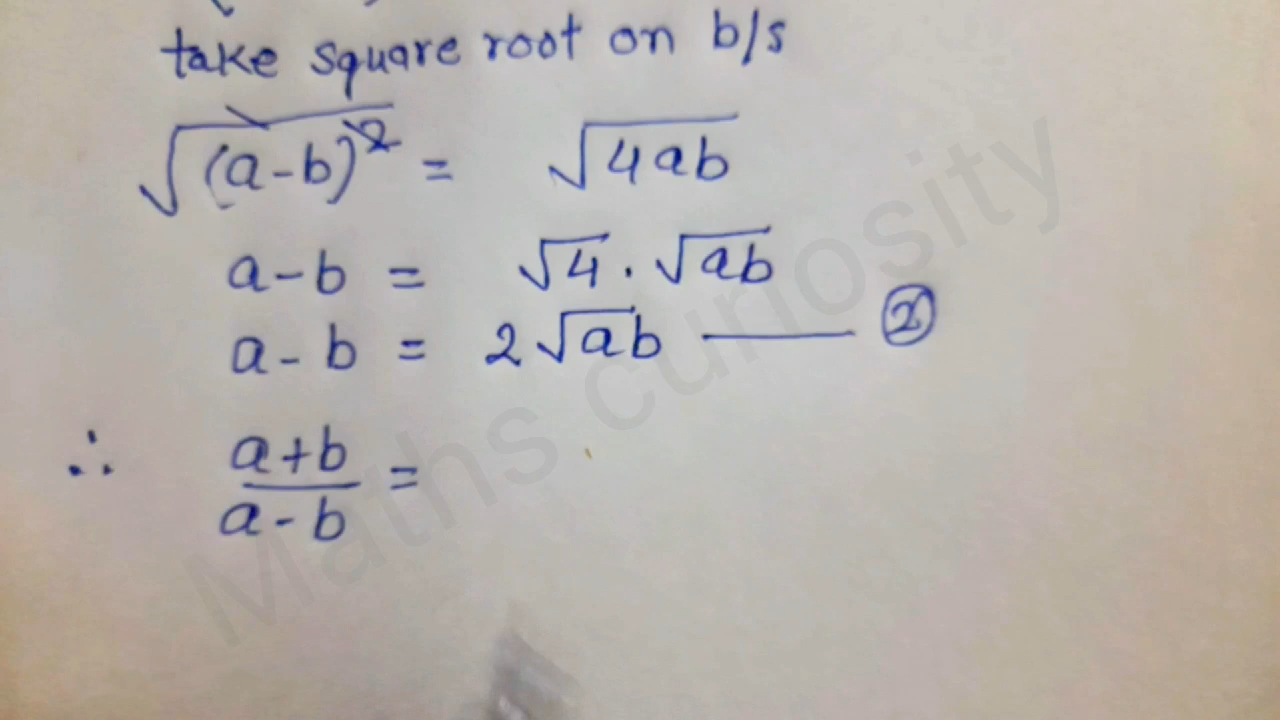 take square root on b/s
√(a-b)² = √4ab
a-b = √4 . √ab
a-b = 2√ab —— ②
∴ a+b/a-b =
Maths curiosity